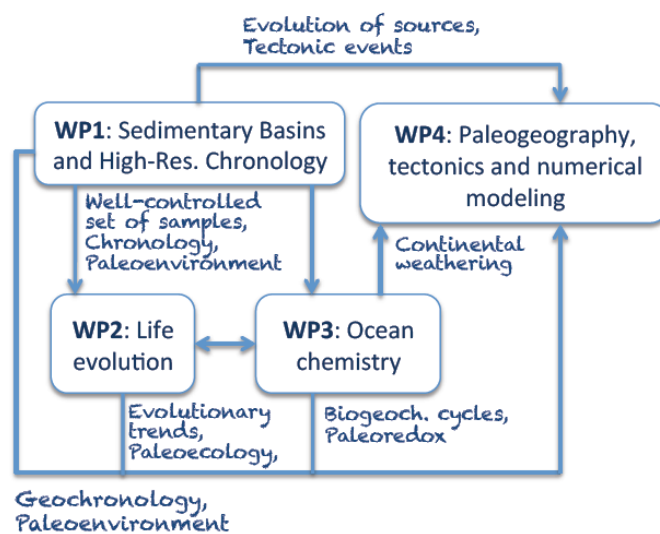 Evolution of sources,
Tectonic events
WP1: Sedimentary Basins
and High-Res. Chronology
WP4: Paleogeography,
tectonics and numerical
modeling
Well-controlled
set of samples,
Chronology,
Paleoenvironment
Continental
weathering
WP2: Life
evolution
WP3: Ocean
chemistry
Evolutionary
trends,
Paleoecology,
Biogeoch. cycles,
Paleoredox
Geochronology,
Paleoenvironment